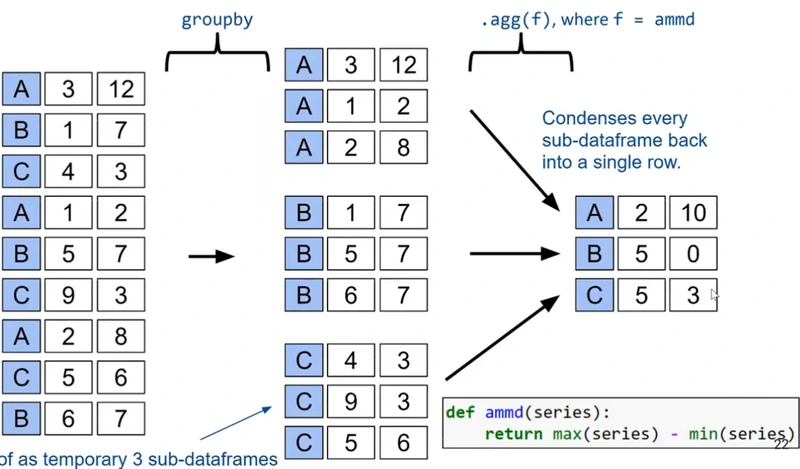 groupby
.agg(f), where f = ammd
A 3 12
B 1 7
C 4 3
A 1 2
B 5 7
C 9 3
A 2 8
C 5 6
B 6 7
A 3 12
A 1 2
A 2 8
B 1 7
B 5 7
B 6 7
C 4 3
C 9 3
C 5 6
Condenses every
sub-dataframe back
into a single row.
A 2 10
B 5 0
C 5 3
def ammd(series):
return max(series) - min(series)
22
of as temporary 3 sub-dataframes